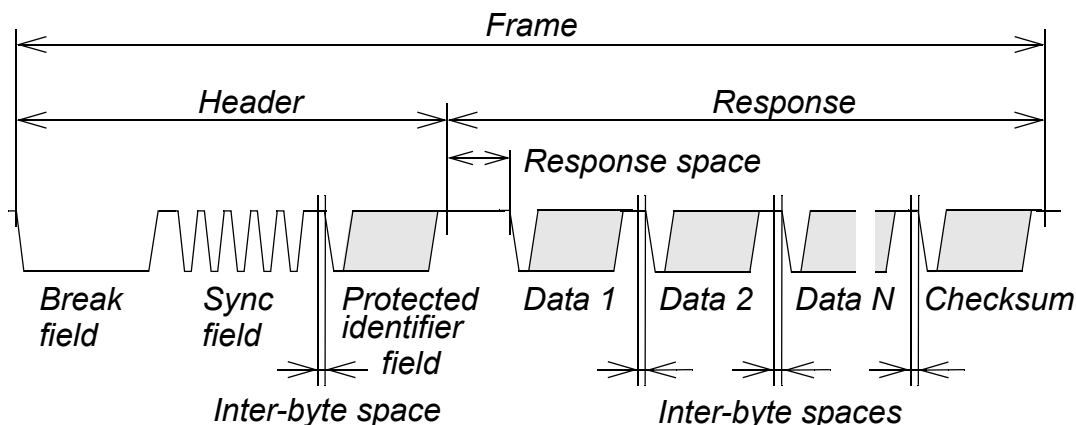 Frame
Header
Response
Response space
Break
field
Sync
field
Protected
identifier
field
Data 1
Data 2
Data N
Checksum
Inter-byte space
Inter-byte spaces